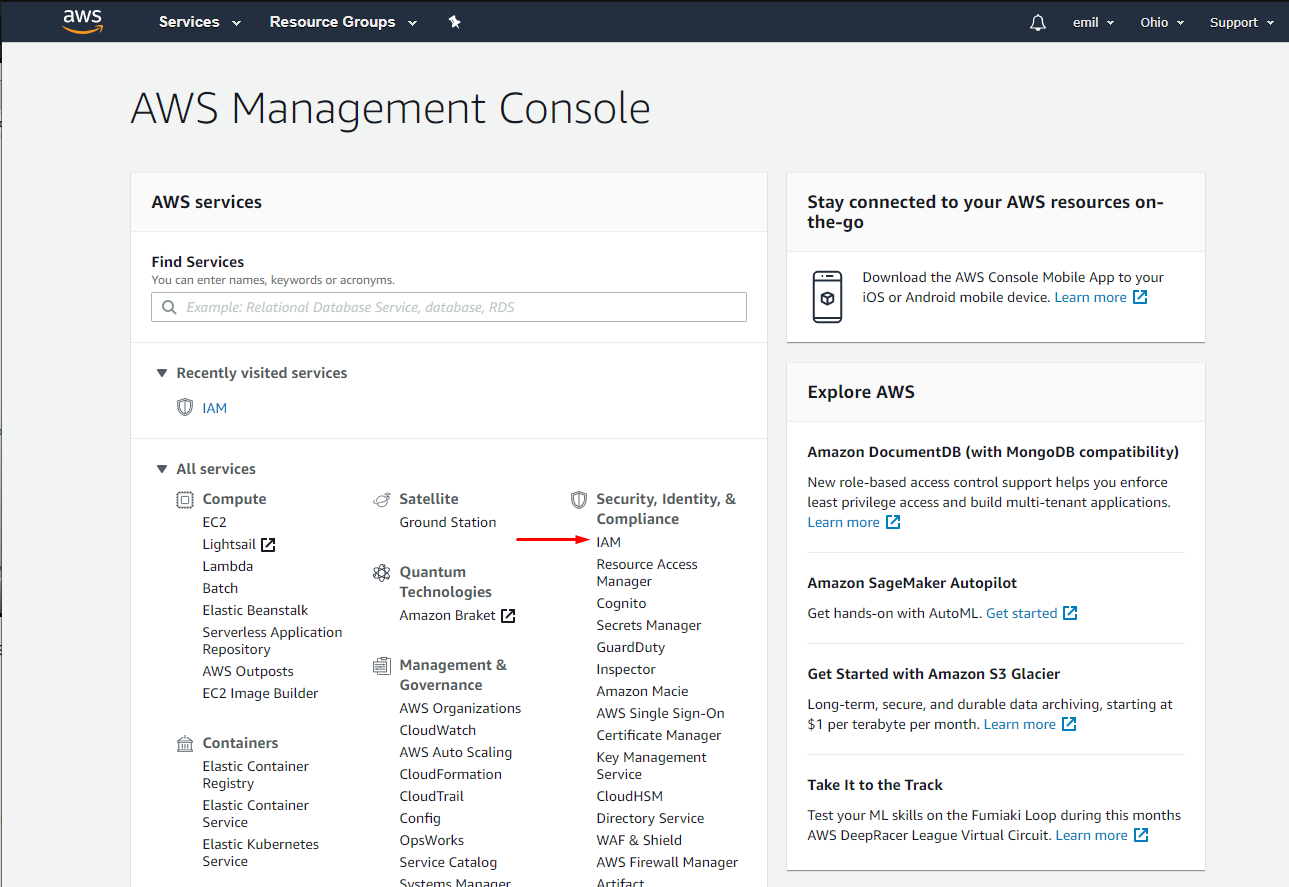 aws
Services
Resource Groups
emil
Ohio
Support
AWS Management Console
AWS services
Find Services
You can enter names, keywords or acronyms.
Example: Relational Database Service, database, RDS
Recently visited services
IAM
All services
Compute
EC2
Lightsail
Lambda
Batch
Elastic Beanstalk
Serverless Application
Repository
AWS Outposts
EC2 Image Builder
Containers
Elastic Container
Registry
Elastic Container
Service
Elastic Kubernetes
Service
Satellite
Ground Station
Quantum
Technologies
Amazon Braket
Management &
Governance
AWS Organizations
CloudWatch
AWS Auto Scaling
CloudFormation
CloudTrail
Config
OpsWorks
Service Catalog
Systems Manager
Security, Identity, &
Compliance
IAM
Resource Access
Manager
Cognito
Secrets Manager
GuardDuty
Inspector
Amazon Macie
AWS Single Sign-On
Certificate Manager
Key Management
Service
CloudHSM
Directory Service
WAF & Shield
AWS Firewall Manager
Artifact
Stay connected to your AWS resources on-
the-go
Download the AWS Console Mobile App to your
iOS or Android mobile device. Learn more
Explore AWS
Amazon DocumentDB (with MongoDB compatibility)
New role-based access control support helps you enforce
least privilege access and build multi-tenant applications.
Learn more
Amazon SageMaker Autopilot
Get hands-on with AutoML. Get started
Get Started with Amazon S3 Glacier
Long-term, secure, and durable data archiving, starting at
$1 per terabyte per month. Learn more
Take It to the Track
Test your ML skills on the Fumiaki Loop during this months
AWS DeepRacer League Virtual Circuit. Learn more